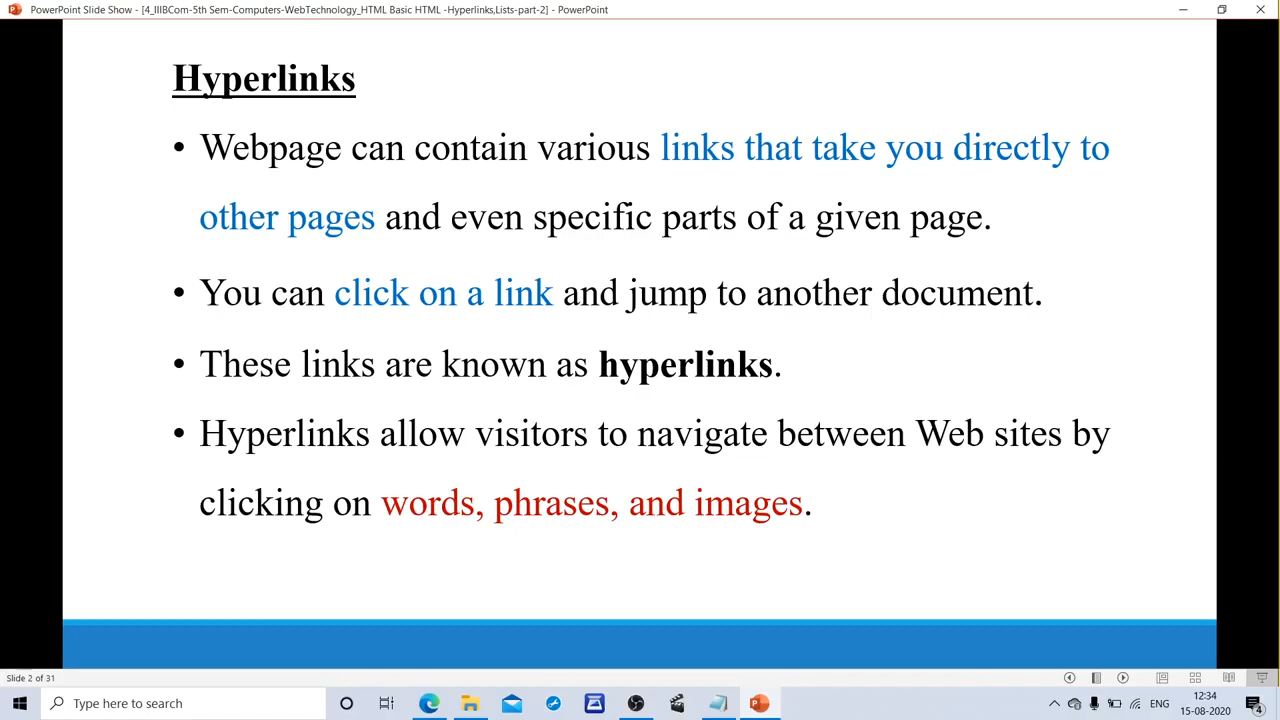 PowerPoint Slide Show - [4_IIIBCom-5th Sem-Computers-WebTechnology_HTML Basic HTML -Hyperlinks,Lists-part-2] - PowerPoint
Hyperlinks
• Webpage can contain various links that take you directly to
other pages and even specific parts of a given page.
• You can click on a link and jump to another document.
• These links are known as hyperlinks.
• Hyperlinks allow visitors to navigate between Web sites by
clicking on words, phrases, and images.
Slide 2 of 31
Type here to search
ENG
12:34
15-08-2020
4